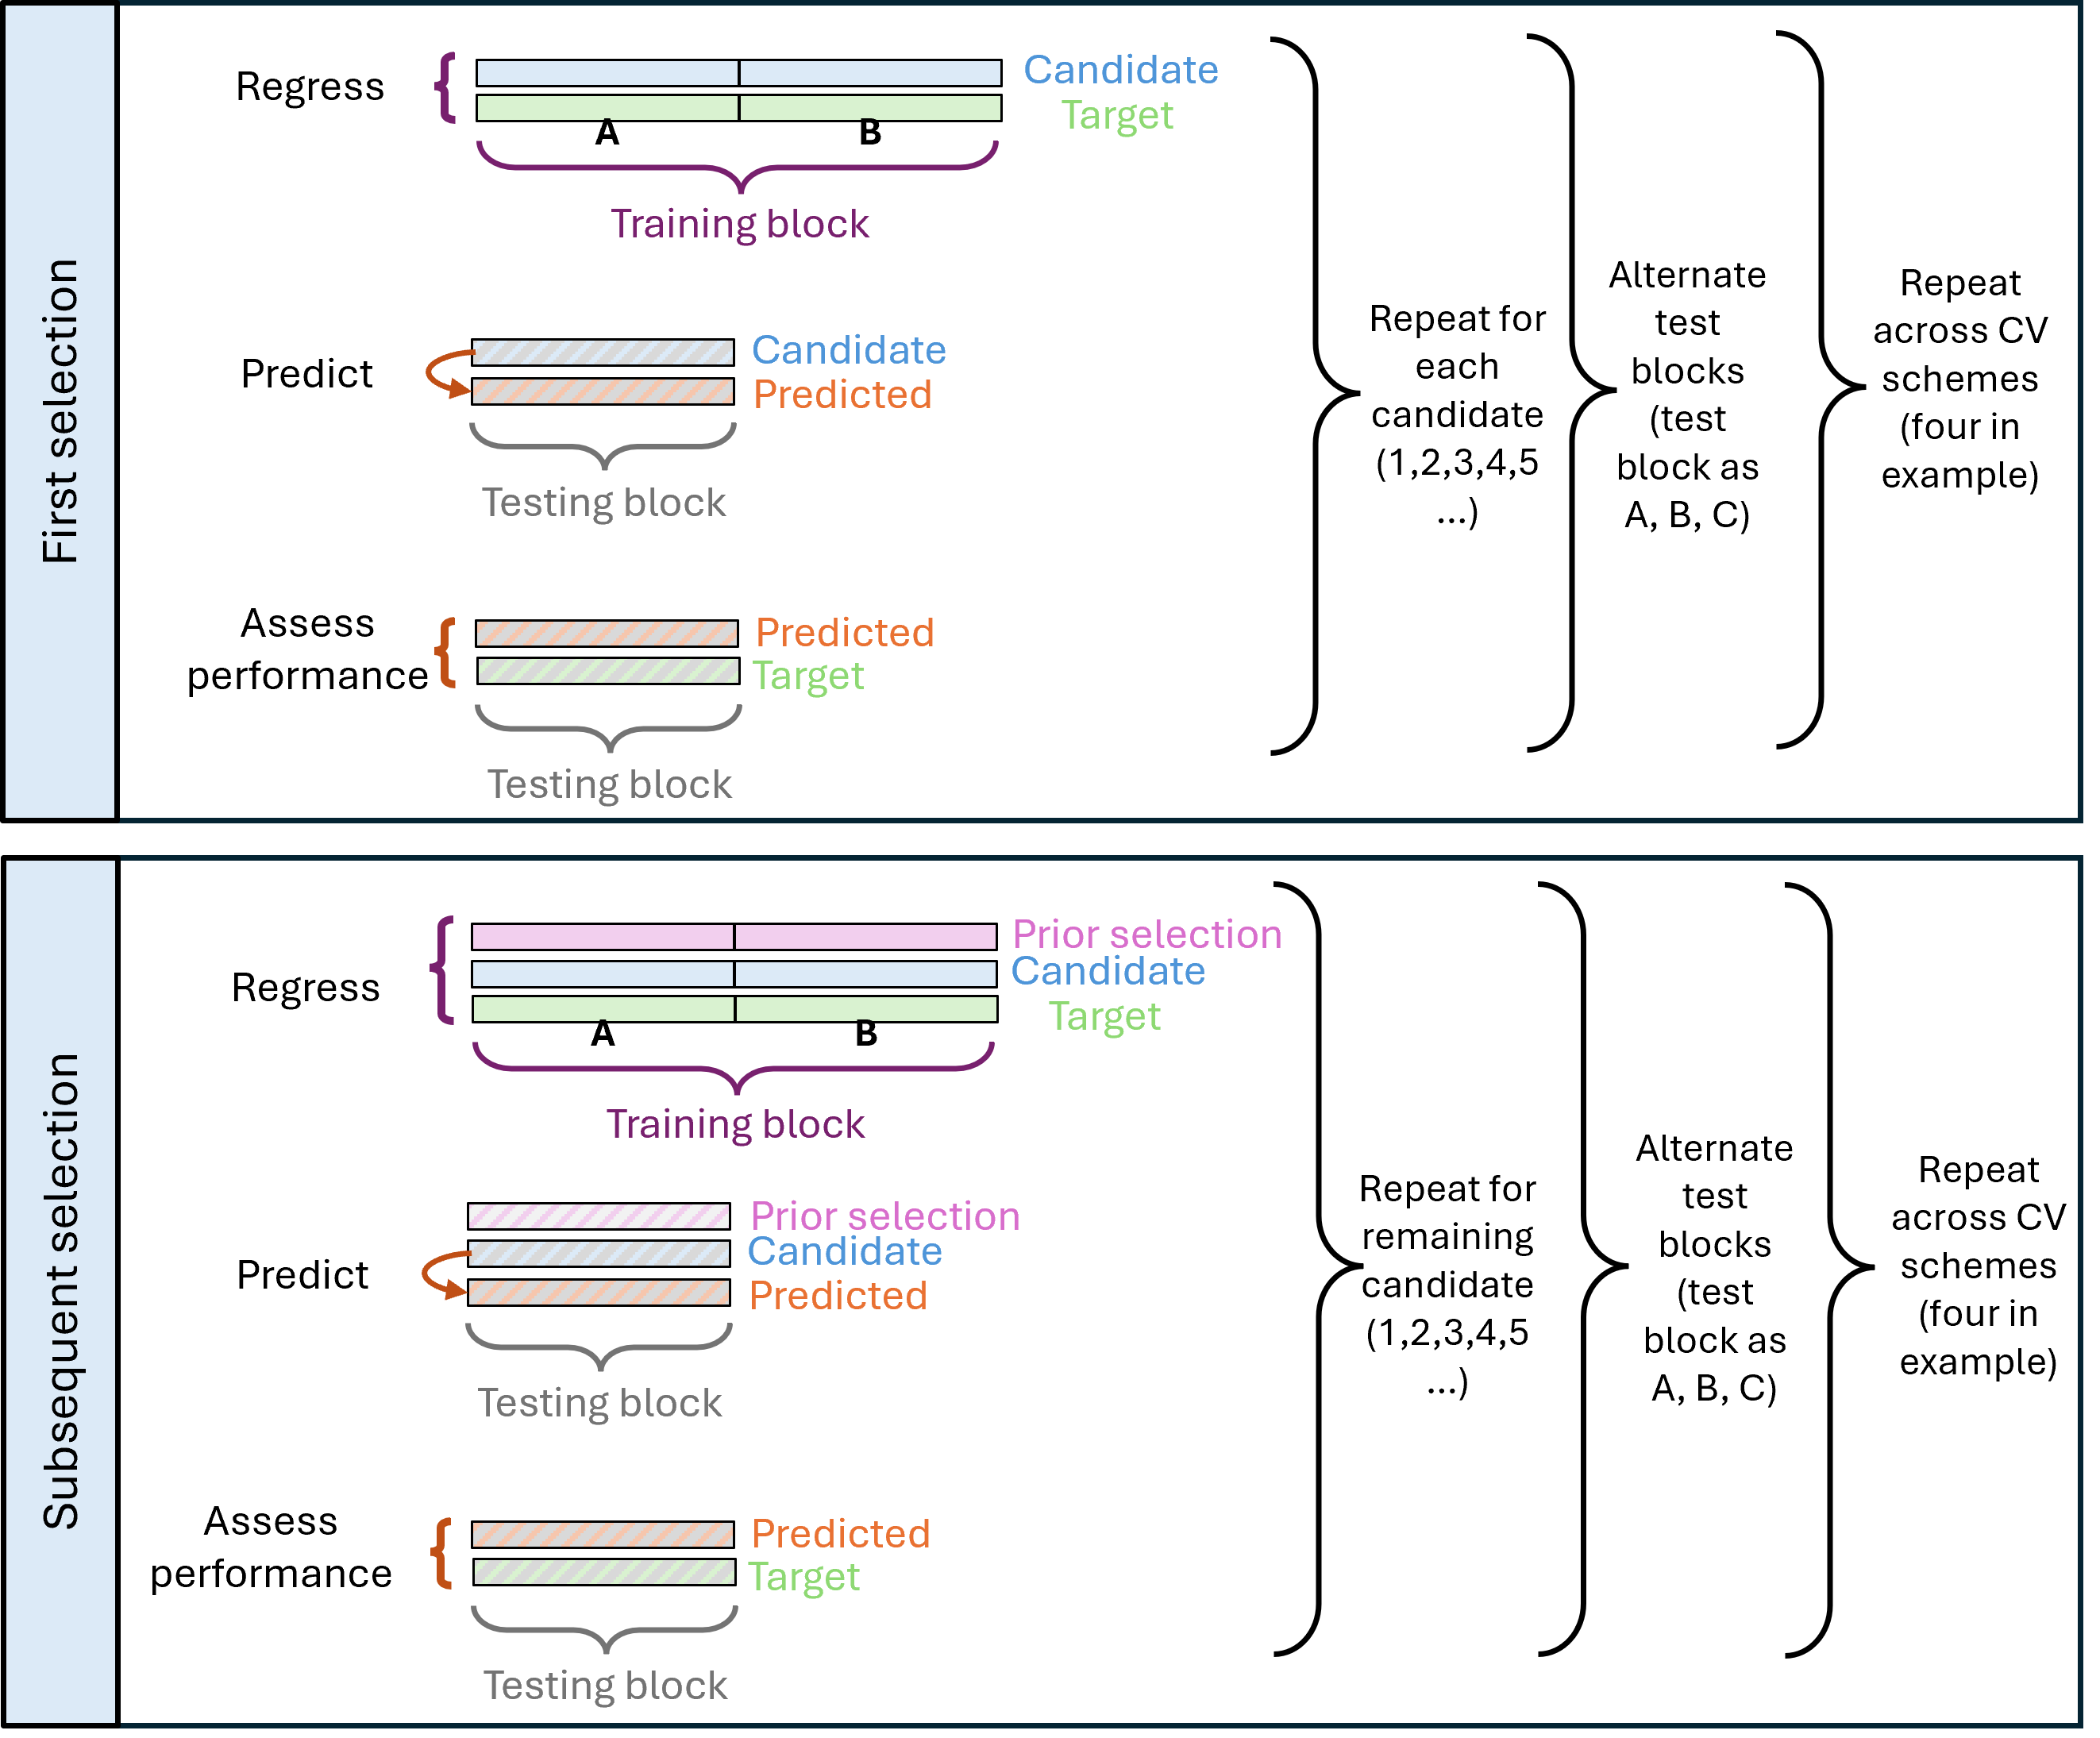 First selection
Regress
Candidate
Target
A
B
Training block
Predict
Candidate
Predicted
Testing block
Assess
performance
Predicted
Target
Testing block
Repeat for
each
candidate
(1,2,3,4,5
...)
Alternate
test
blocks
(test
block as
A, B, C)
Repeat
across CV
schemes
(four in
example)
Subsequent selection
Regress
Prior selection
Candidate
Target
A
B
Training block
Predict
Prior selection
Candidate
Predicted
Testing block
Assess
performance
Predicted
Target
Testing block
Repeat for
remaining
candidate
(1,2,3,4,5
...)
Alternate
test
blocks
(test
block as
A, B, C)
Repeat
across CV
schemes
(four in
example)